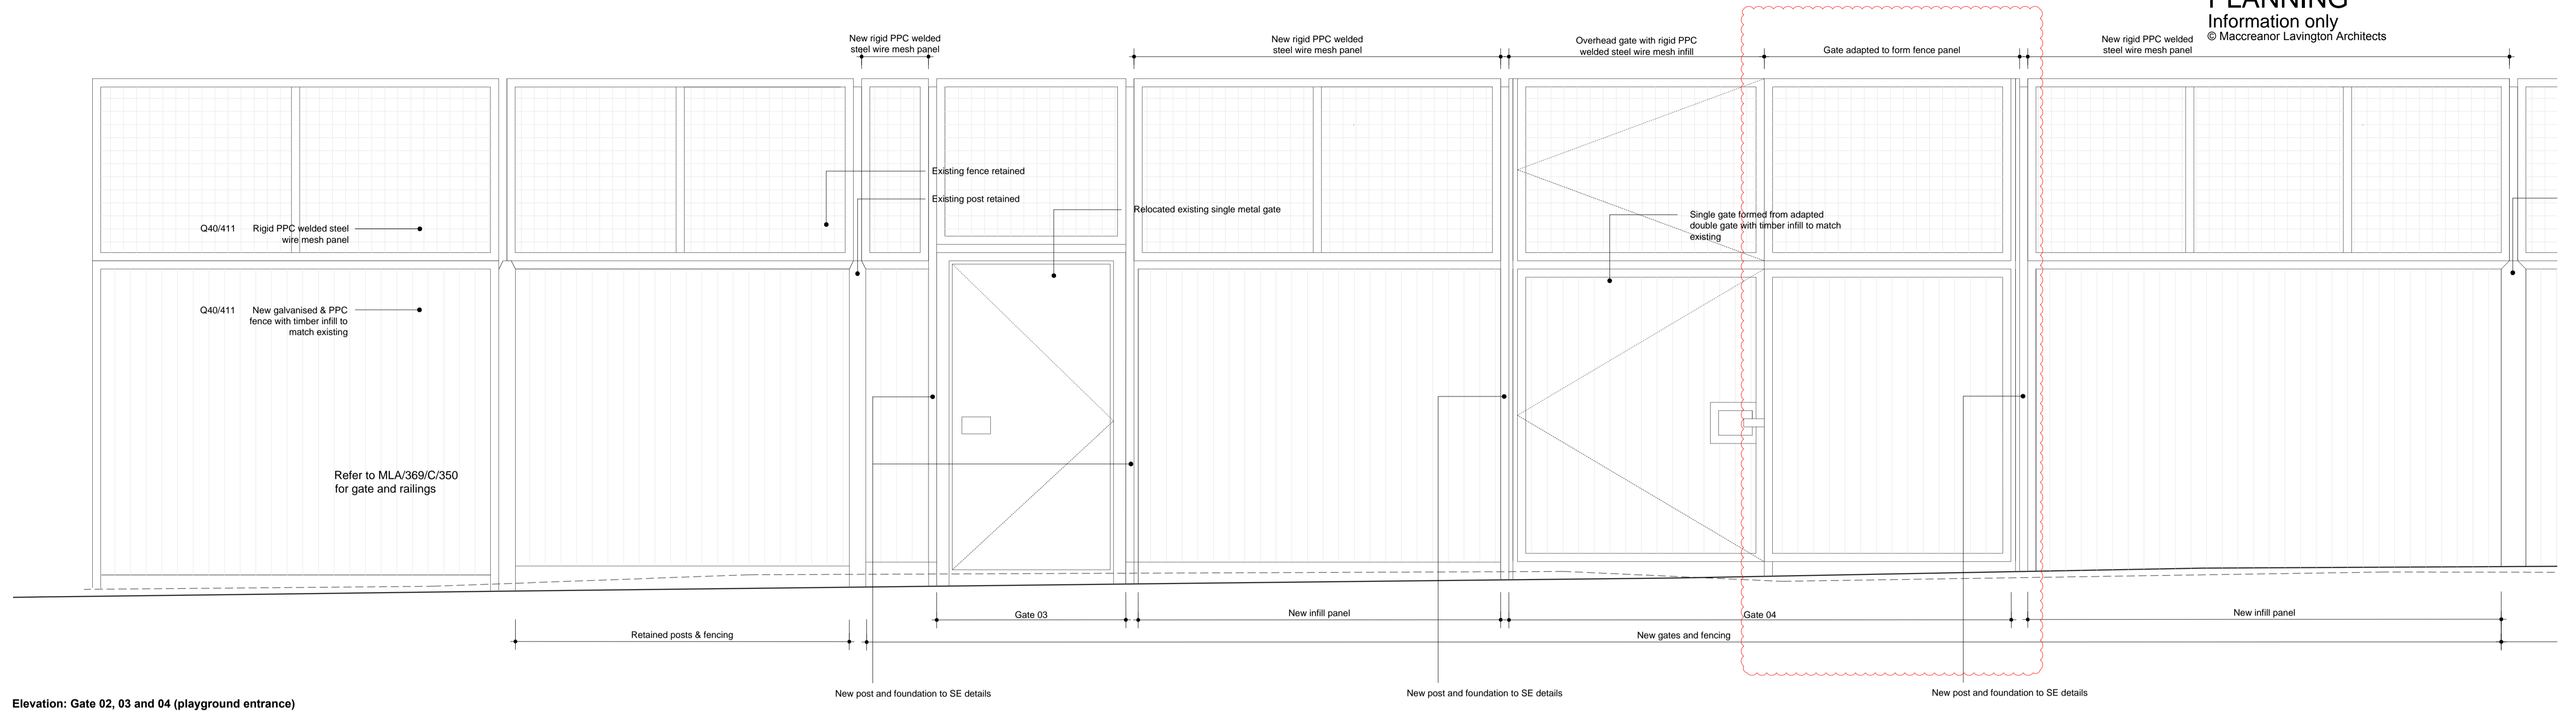 PLANNING
Information only
© Maccreanor Lavington Architects
New rigid PPC welded
steel wire mesh panel
New rigid PPC welded
steel wire mesh panel
Overhead gate with rigid PPC
welded steel wire mesh infill
Gate adapted to form fence panel
New rigid PPC welded
steel wire mesh panel
Existing fence retained
Existing post retained
Relocated existing single metal gate
Single gate formed from adapted
double gate with timber infill to match
existing
Q40/411 Rigid PPC welded steel
wire mesh panel
Q40/411 New galvanised & PPC
fence with timber infill to
match existing
Refer to MLA/369/C/350
for gate and railings
Gate 03
New infill panel
Gate 04
New infill panel
Retained posts & fencing
New gates and fencing
New post and foundation to SE details
New post and foundation to SE details
New post and foundation to SE details
Elevation: Gate 02, 03 and 04 (playground entrance)